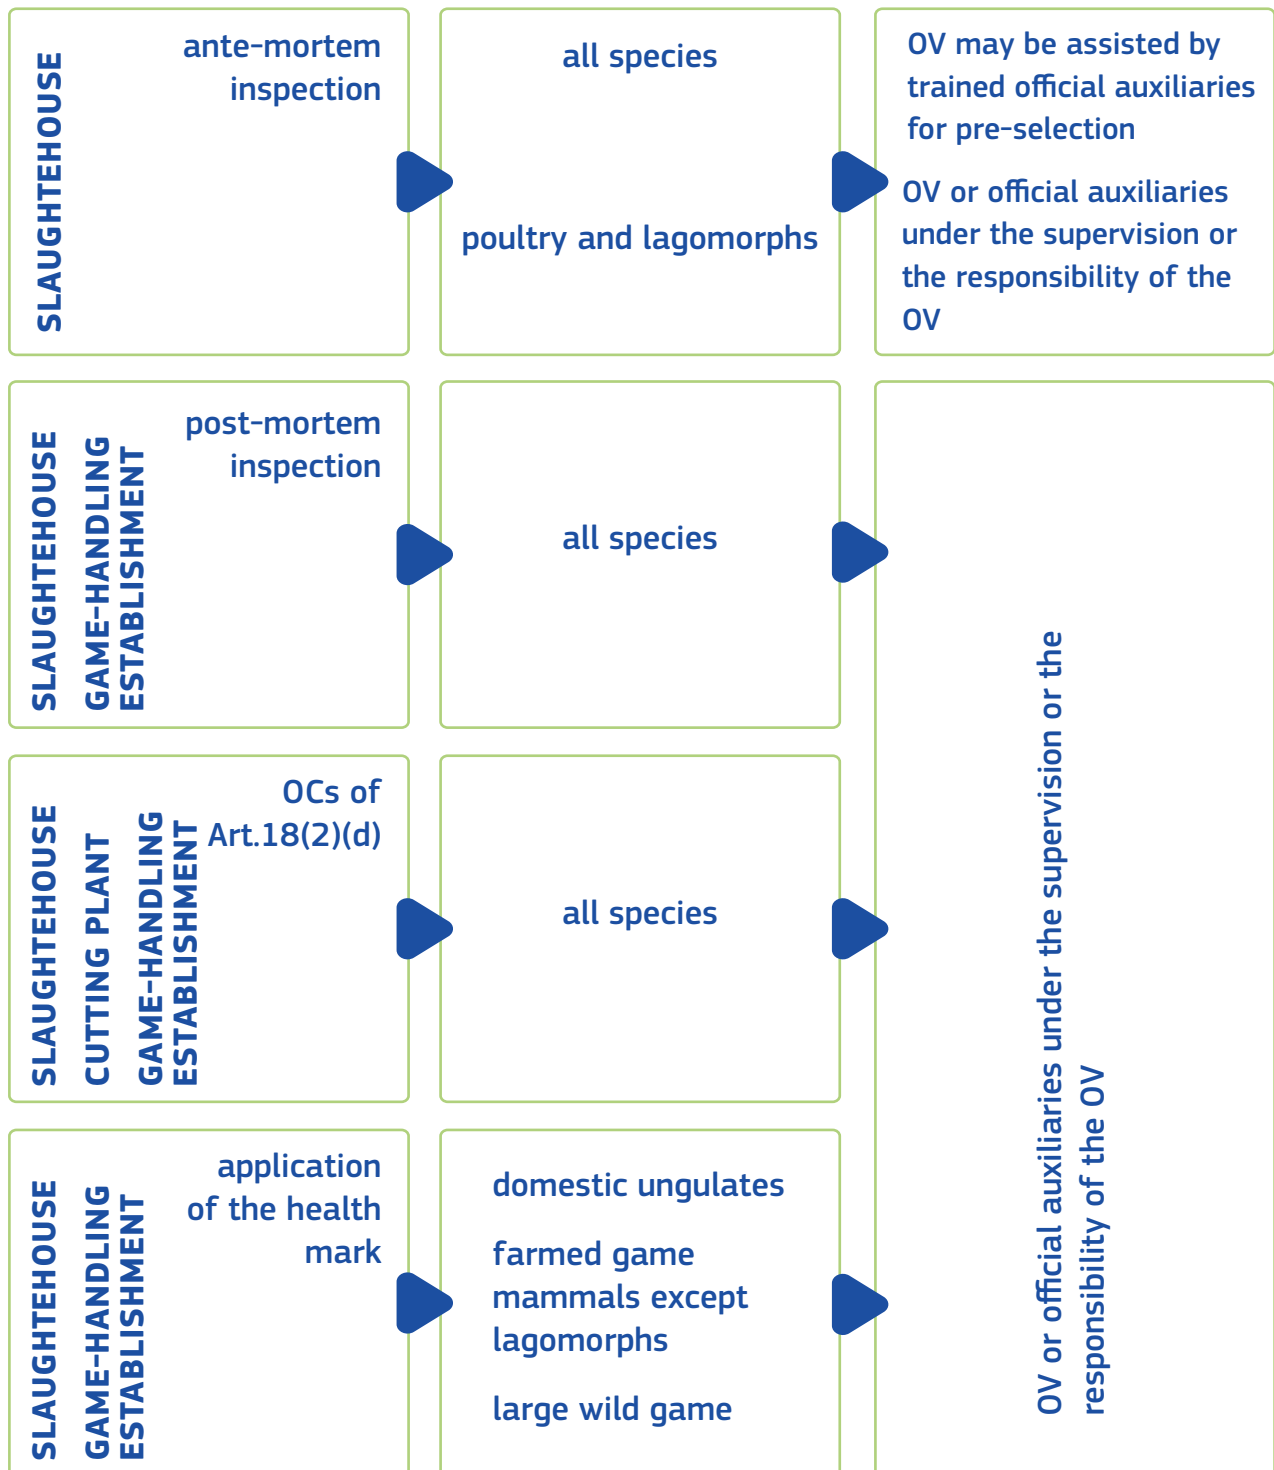 SLAUGHTEHOUSE
ante-mortem
inspection
all species
poultry and lagomorphs
OV may be assisted by
trained official auxiliaries
for pre-selection
OV or official auxiliaries
under the supervision or
the responsibility of the
OV
SLAUGHTEHOUSE
GAME-HANDLING
ESTABLISHMENT
post-mortem
inspection
all species
SLAUGHTEHOUSE
CUTTING PLANT
GAME-HANDLING
ESTABLISHMENT
OCs of
Art.18(2)(d)
all species
SLAUGHTEHOUSE
GAME-HANDLING
ESTABLISHMENT
application
of the health
mark
domestic ungulates
farmed game
mammals except
lagomorphs
large wild game
OV or official auxiliaries under the supervision or the
responsibility of the OV